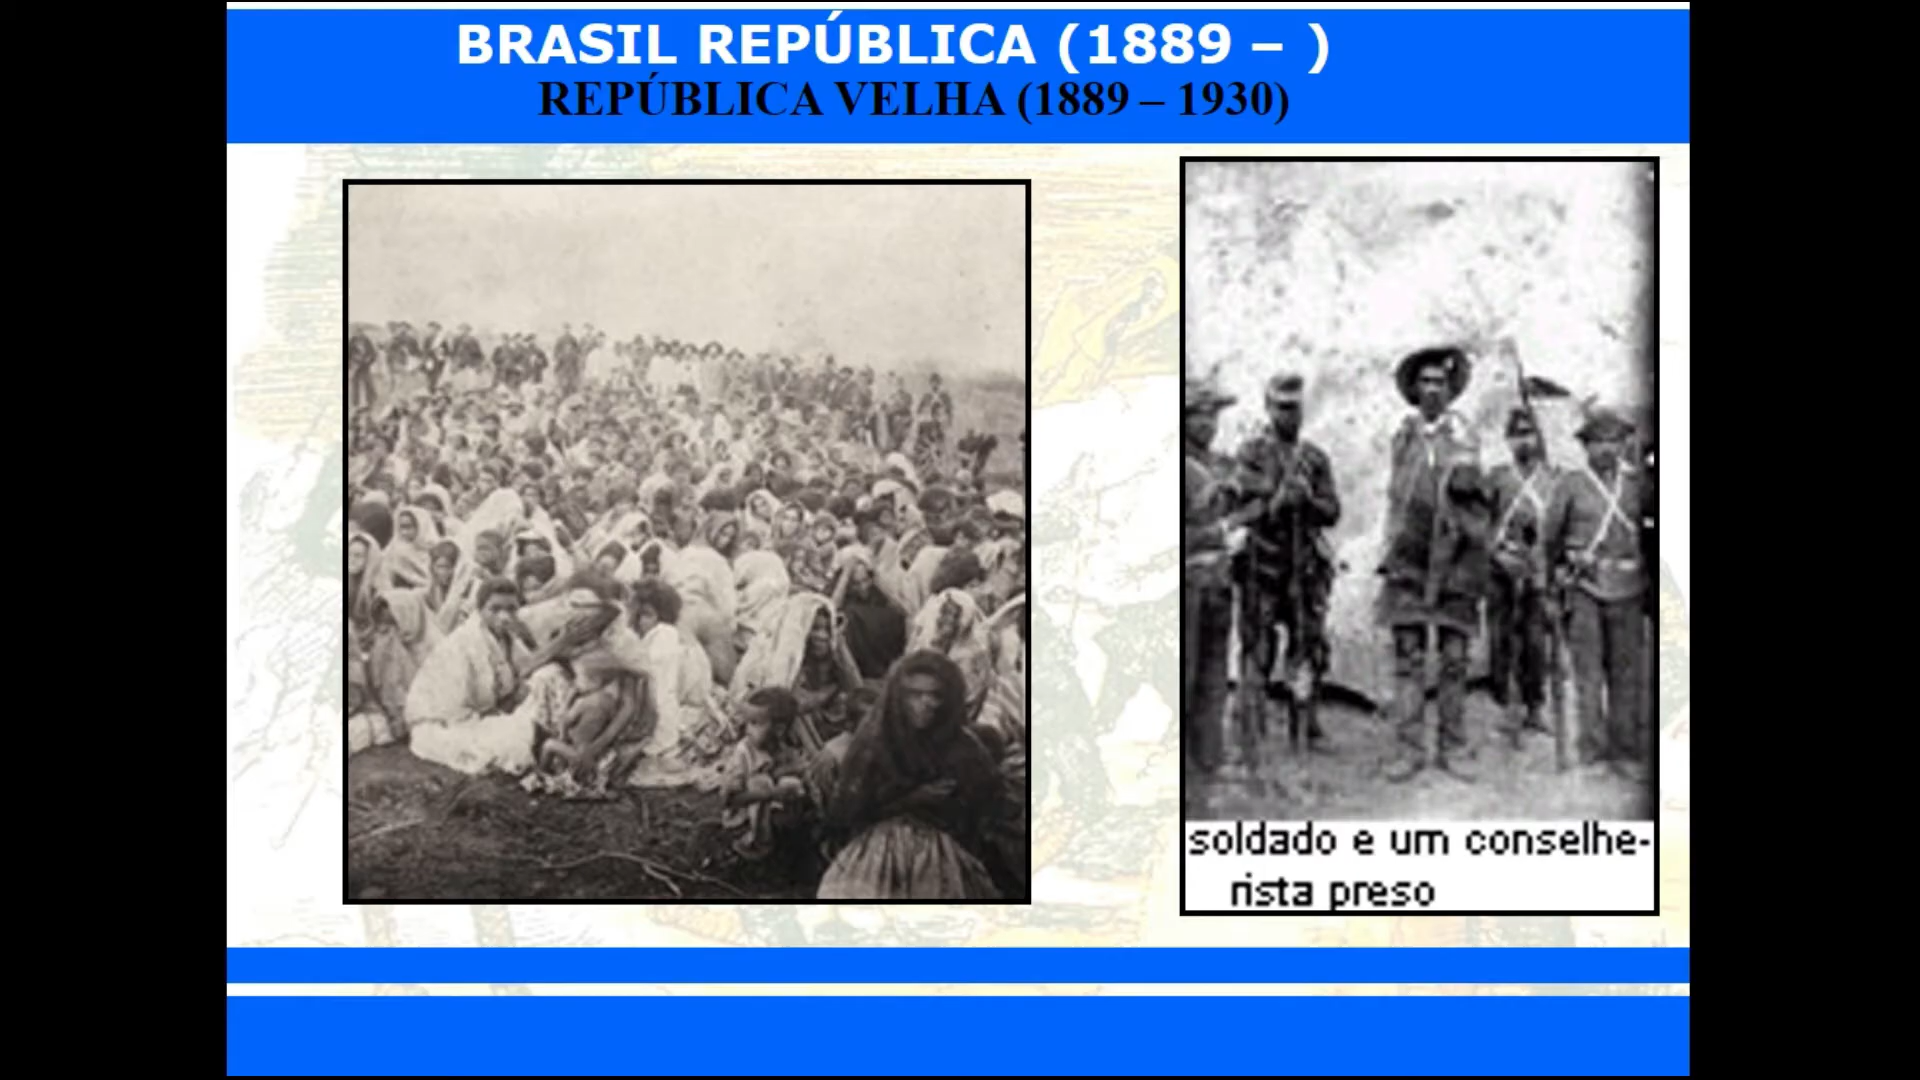 BRASIL REPÚBLICA (1889 – )
REPÚBLICA VELHA (1889 – 1930)
soldado e um conselhe-
rista preso